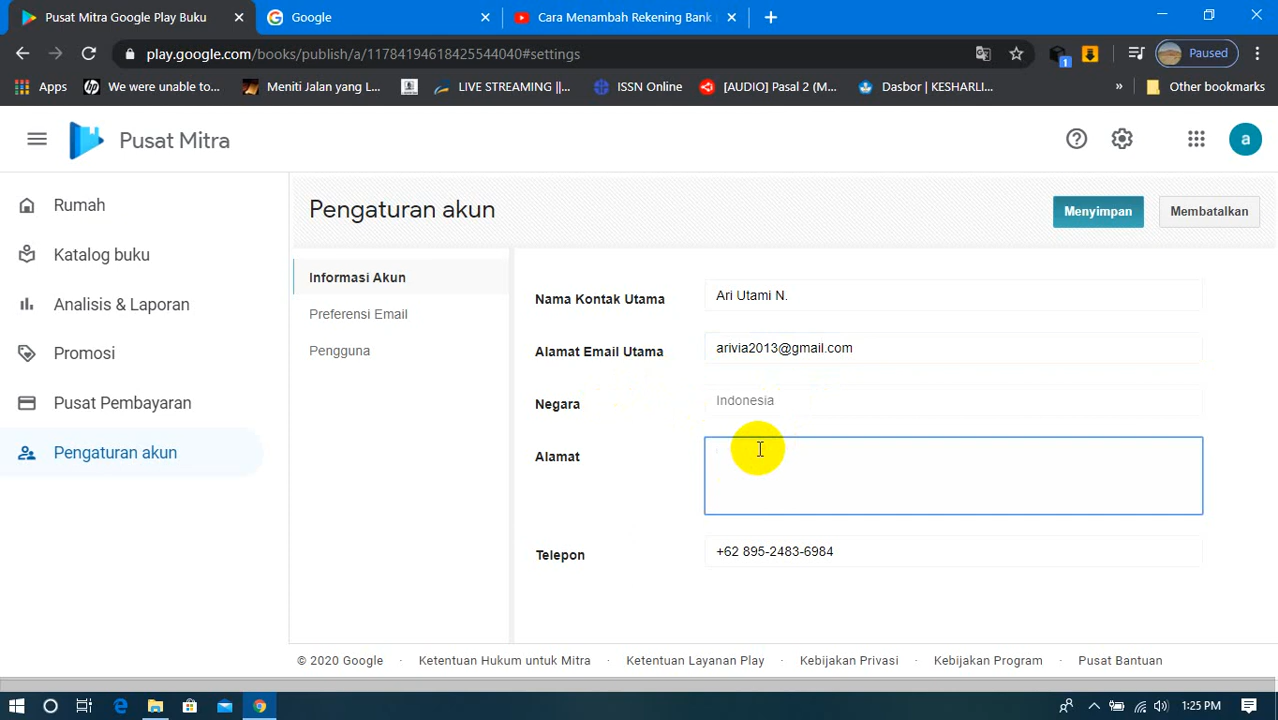 Pusat Mitra Google Play Buku
Google
Cara Menambah Rekening Bank
play.google.com/books/publish/a/11784194618425544040#settings
1
Paused
Apps
We were unable to...
Meniti Jalan yang L...
LIVE STREAMING ||...
ISSN Online
[AUDIO] Pasal 2 (M...
Dasbor | KESHARLI...
»
Other bookmarks
Pusat Mitra
a
Rumah
Katalog buku
Analisis & Laporan
Promosi
Pusat Pembayaran
Pengaturan akun
Pengaturan akun
Menyimpan
Membatalkan
Informasi Akun
Preferensi Email
Pengguna
Nama Kontak Utama
Ari Utami N.
Alamat Email Utama
arivia2013@gmail.com
Negara
Indonesia
Alamat
Telepon
+62 895-2483-6984
© 2020 Google · Ketentuan Hukum untuk Mitra · Ketentuan Layanan Play · Kebijakan Privasi · Kebijakan Program · Pusat Bantuan
1:25 PM